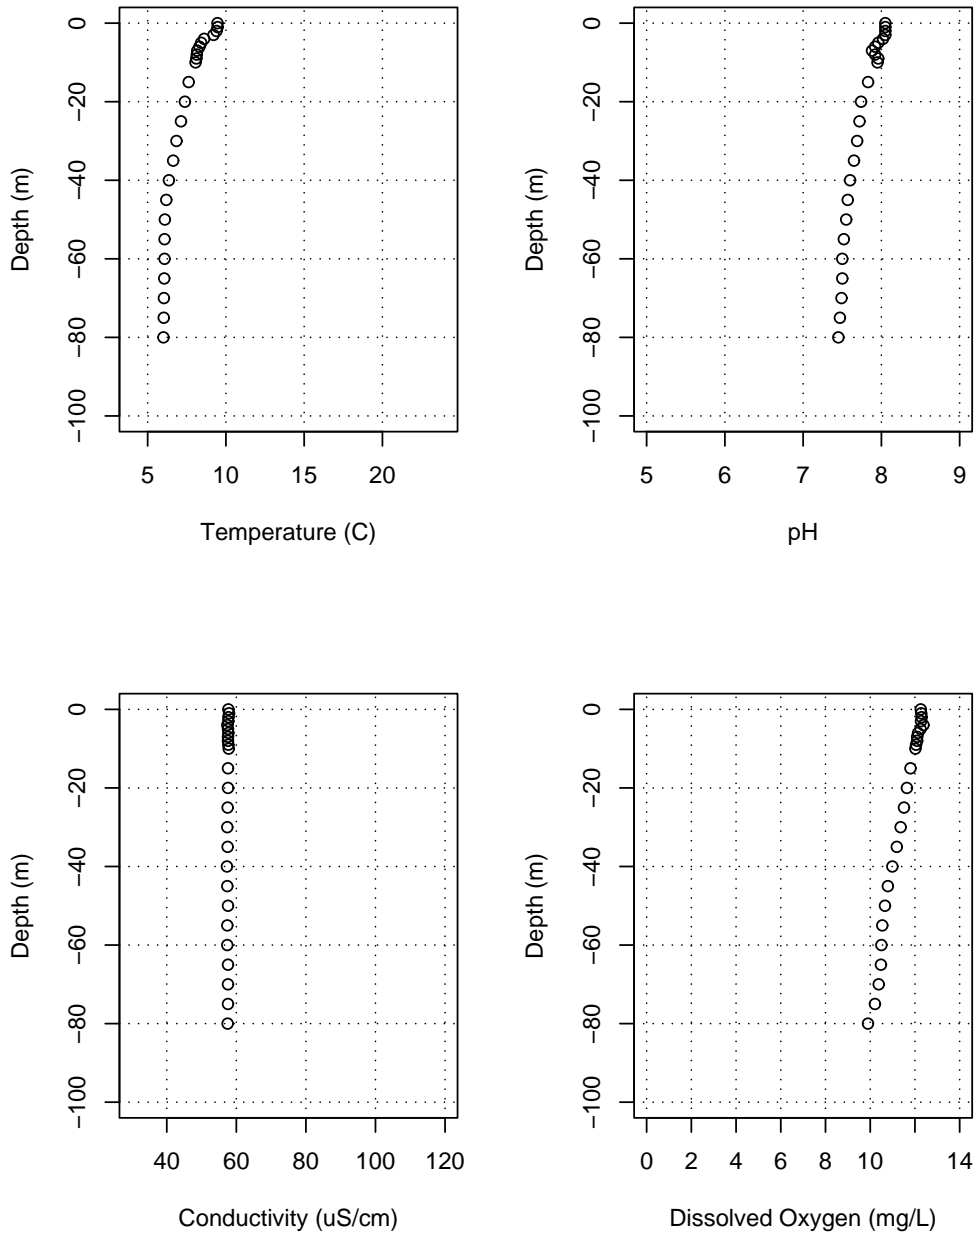 0
−20
−40
−60
−80
−100
Depth (m)
5 10 15 20
Temperature (C)
0
−20
−40
−60
−80
−100
Depth (m)
5 6 7 8 9
pH
0
−20
−40
−60
−80
−100
Depth (m)
40 60 80 100 120
Conductivity (uS/cm)
0
−20
−40
−60
−80
−100
Depth (m)
0 2 4 6 8 10 14
Dissolved Oxygen (mg/L)